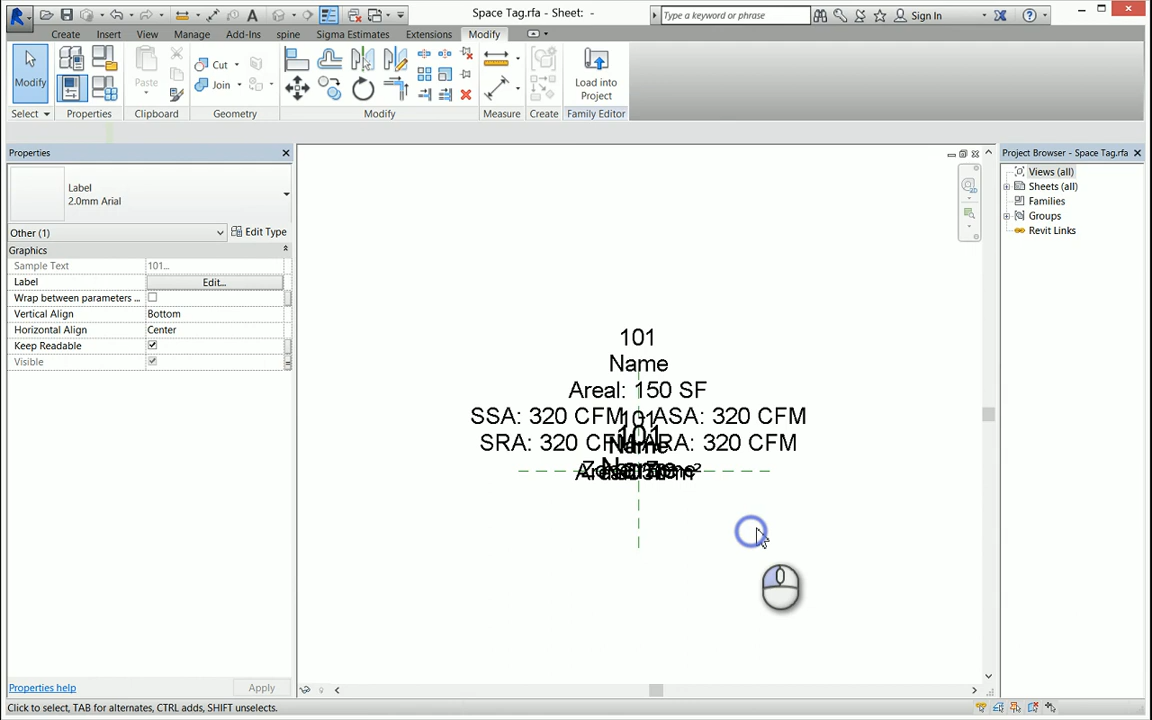 Space Tag.rfa - Sheet: -
Type a keyword or phrase
Sign In
Create Insert View Manage Add-Ins spine Sigma Estimates Extensions Modify
Modify
Paste
Cut
Join
Load into
Project
Select Properties Clipboard Geometry Modify Measure Create Family Editor
Properties
Label
2.0mm Arial
Other (1)
Edit Type
Graphics
Sample Text 101...
Label Edit...
Wrap between parameters ...
Vertical Align Bottom
Horizontal Align Center
Keep Readable
Visible
Properties help
Apply
101
Name
Areal: 150 SF
SSA: 320 CFM ASA: 320 CFM
101
SRA: 320 CFM ARA: 320 CFM
101
Name
Name
Project Browser - Space Tag.rfa
Views (all)
Sheets (all)
Families
Groups
Revit Links
Click to select, TAB for alternates, CTRL adds, SHIFT unselects.